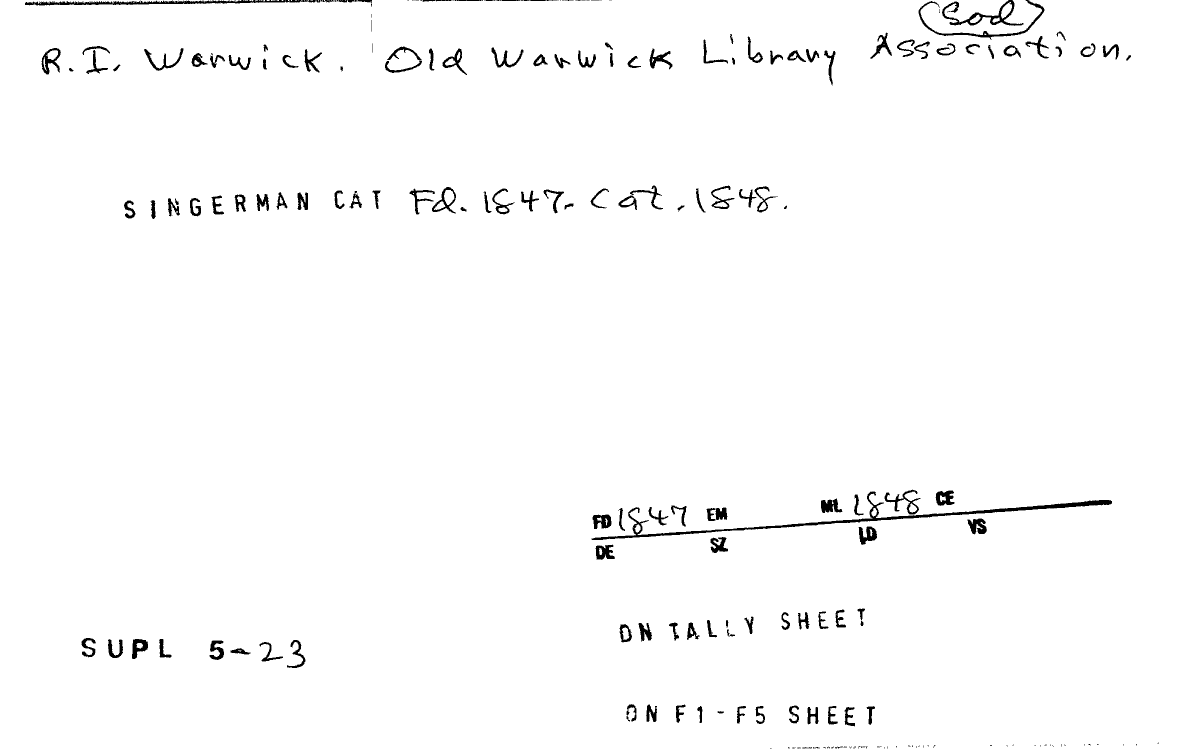 (Sod)
R.I. Warwick. Old Warwick Library Association.
SINGERMAN CAT Fd. 1847. Cat. 1848.
FD 1847 EM ML 1848 CE
DE SZ LD VS
ON TALLY SHEET
SUPL 5-23
ON F1-F5 SHEET